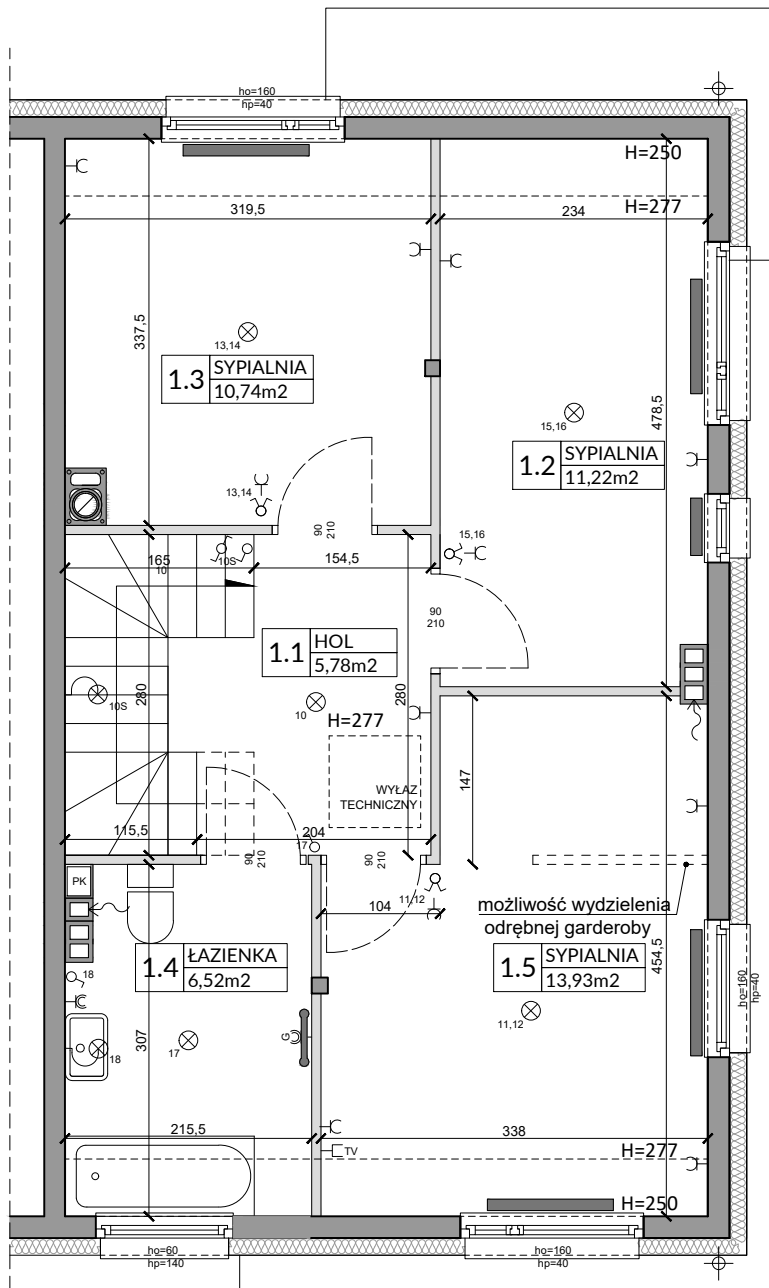 ho=160
hp=40
H=250
H=277
319,5
234
337,5
13,14
1.3
SYPIALNIA
10,74m2
478,5
15,16
1.2
SYPIALNIA
11,22m2
13,14
90
210
15,16
165
10
10S
154,5
90
210
1.1
HOL
5,78m2
280
10S
10
H=277
280
WYŁAZ
TECHNICZNY
147
115,5
204
17
90
210
90
210
PK
11,12
104
możliwość wydzielenia
odrębnej garderoby
1.4
ŁAZIENKA
6,52m2
1.5
SYPIALNIA
13,93m2
454,5
ho=160
hp=40
18
307
11,12
G
18
17
215,5
338
TV
H=277
H=250
ho=60
hp=140
ho=160
hp=40